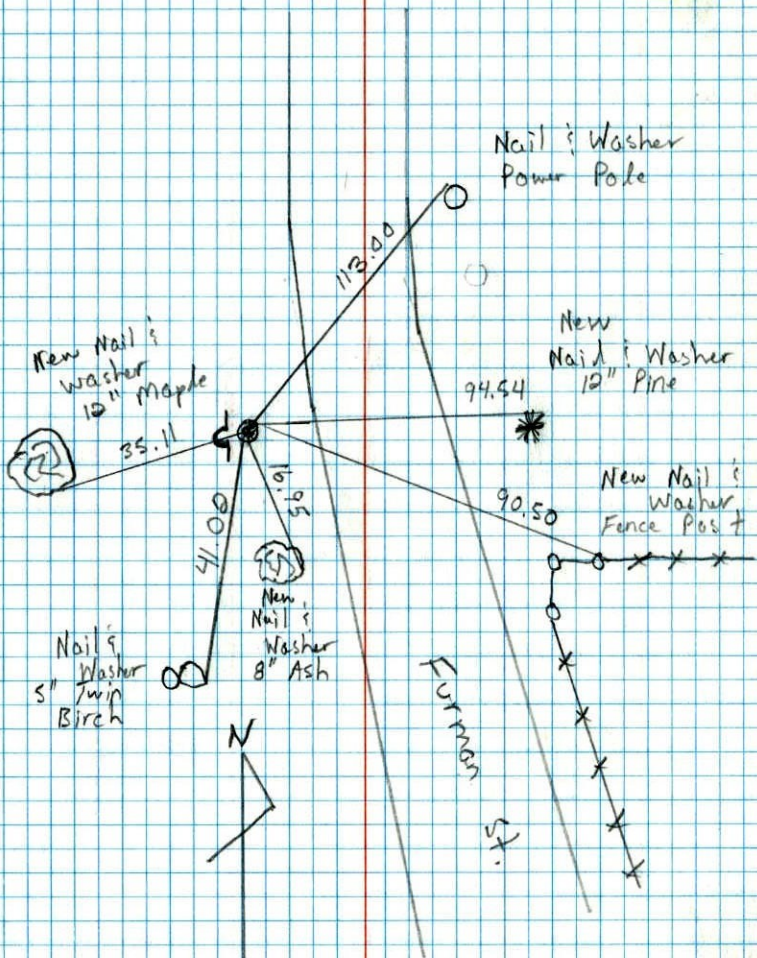 Nail & Washer
Power Pole
113.00
New
Nail & Washer
12" Pine
94.54
New Nail &
Washer
12" Maple
35.11
New Nail &
Washer
Fence Post
90.50
16.95
41.00
New
Nail &
Washer
8" Ash
Nail &
Washer
5" Twin
Birch
Furman St.
N